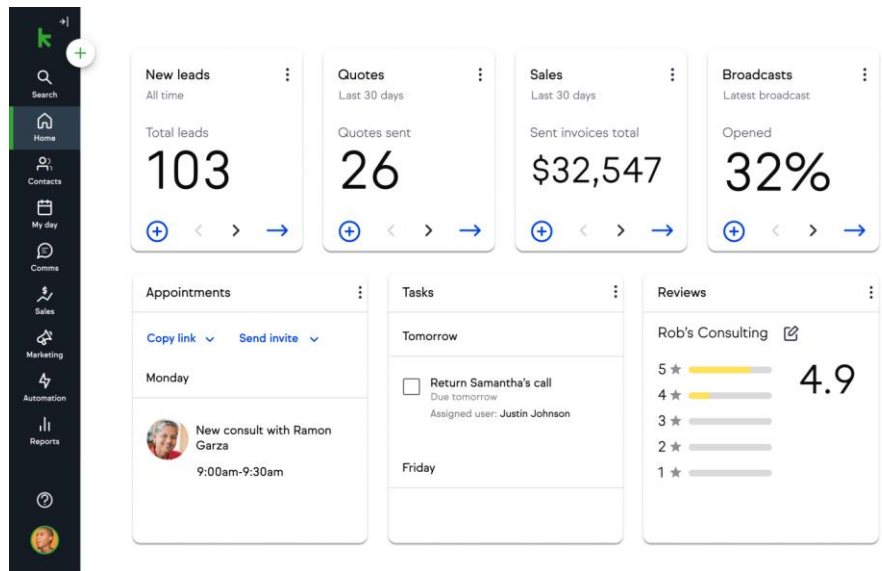 Search
Home
Contacts
My day
Comms
Sales
Marketing
Automation
Reports
New leads
All time
Total leads
103
Quotes
Last 30 days
Quotes sent
26
Sales
Last 30 days
Sent invoices total
$32,547
Broadcasts
Latest broadcast
Opened
32%
Appointments
Copy link
Send invite
Monday
New consult with Ramon
Garza
9:00am-9:30am
Tasks
Tomorrow
Return Samantha's call
Due tomorrow
Assigned user: Justin Johnson
Friday
Reviews
Rob's Consulting
4.9
5
4
3
2
1